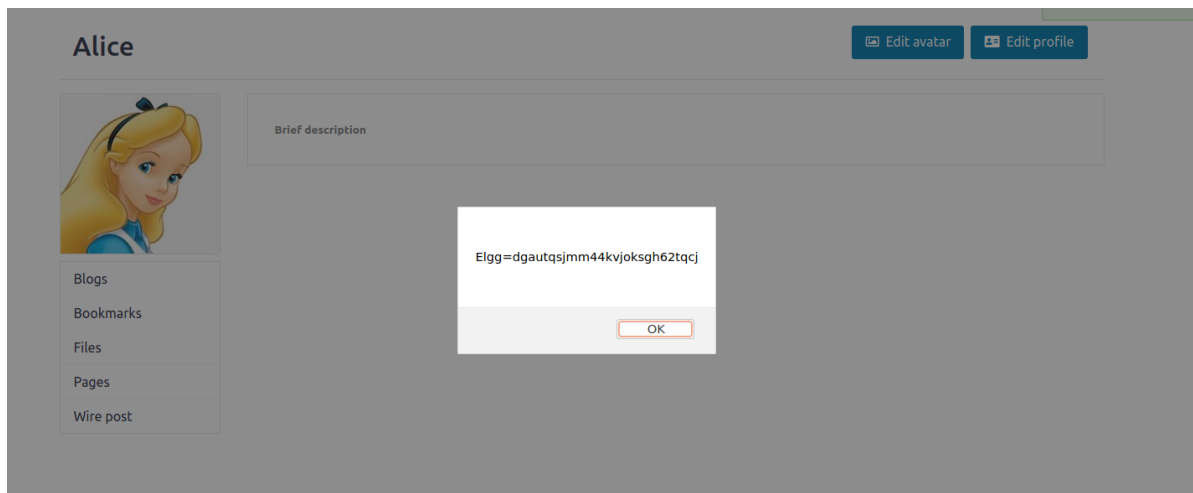 Alice
Edit avatar
Edit profile
Brief description
Elgg=dgautqsjmm44kvjoksgh62tqcj
OK
Blogs
Bookmarks
Files
Pages
Wire post